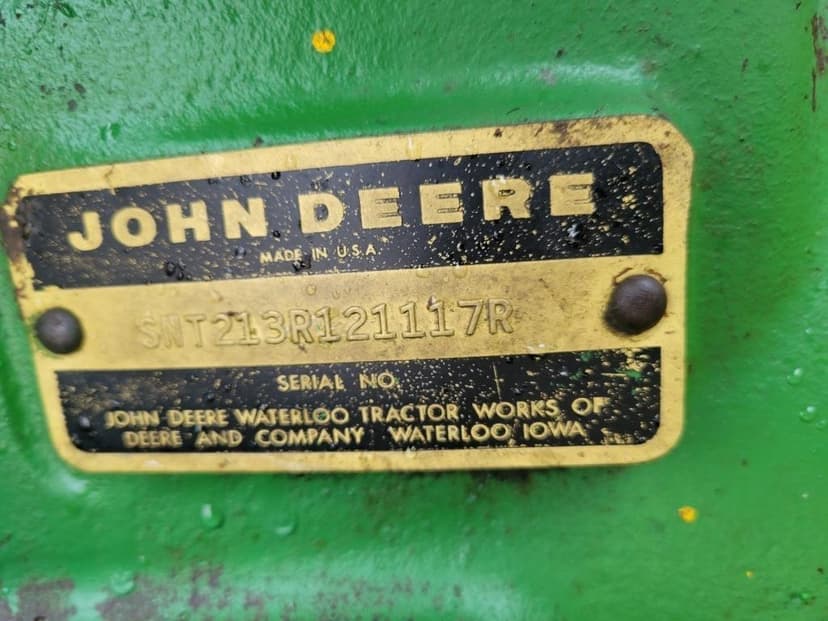 JOHN DEERE
MADE IN U.S.A.
SNT213R121117R
SERIAL NO.
JOHN DEERE WATERLOO TRACTOR WORKS OF
DEERE AND COMPANY WATERLOO IOWA